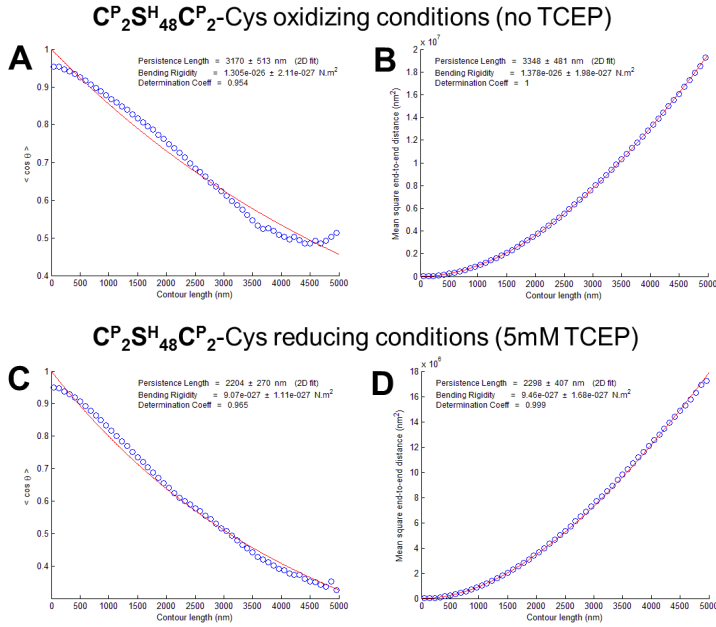 C^P_2S^H_48C^P_2-Cys oxidizing conditions (no TCEP)
A
Persistence Length = 3170 ± 513 nm (2D fit)
Bending Rigidity = 1.305e-026 ± 2.11e-027 N.m²
Determination Coeff = 0.954
1
0.9
0.8
0.7
0.6
0.5
0.4
< cos θ >
0 500 1000 1500 2000 2500 3000 3500 4000 4500 5000
Contour length (nm)
B
x 10⁷
Persistence Length = 3348 ± 481 nm (2D fit)
Bending Rigidity = 1.378e-026 ± 1.98e-027 N.m²
Determination Coeff = 1
2
1.8
1.6
1.4
1.2
1
0.8
0.6
0.4
0.2
0
Mean square end-to-end distance (nm²)
0 500 1000 1500 2000 2500 3000 3500 4000 4500 5000
Contour length (nm)
C^P_2S^H_48C^P_2-Cys reducing conditions (5mM TCEP)
C
Persistence Length = 2204 ± 270 nm (2D fit)
Bending Rigidity = 9.07e-027 ± 1.11e-027 N.m²
Determination Coeff = 0.965
1
0.9
0.8
0.7
0.6
0.5
0.4
< cos θ >
0 500 1000 1500 2000 2500 3000 3500 4000 4500 5000
Contour length (nm)
D
x 10⁶
Persistence Length = 2298 ± 407 nm (2D fit)
Bending Rigidity = 9.46e-027 ± 1.68e-027 N.m²
Determination Coeff = 0.999
18
16
14
12
10
8
6
4
2
0
Mean square end-to-end distance (nm²)
0 500 1000 1500 2000 2500 3000 3500 4000 4500 5000
Contour length (nm)